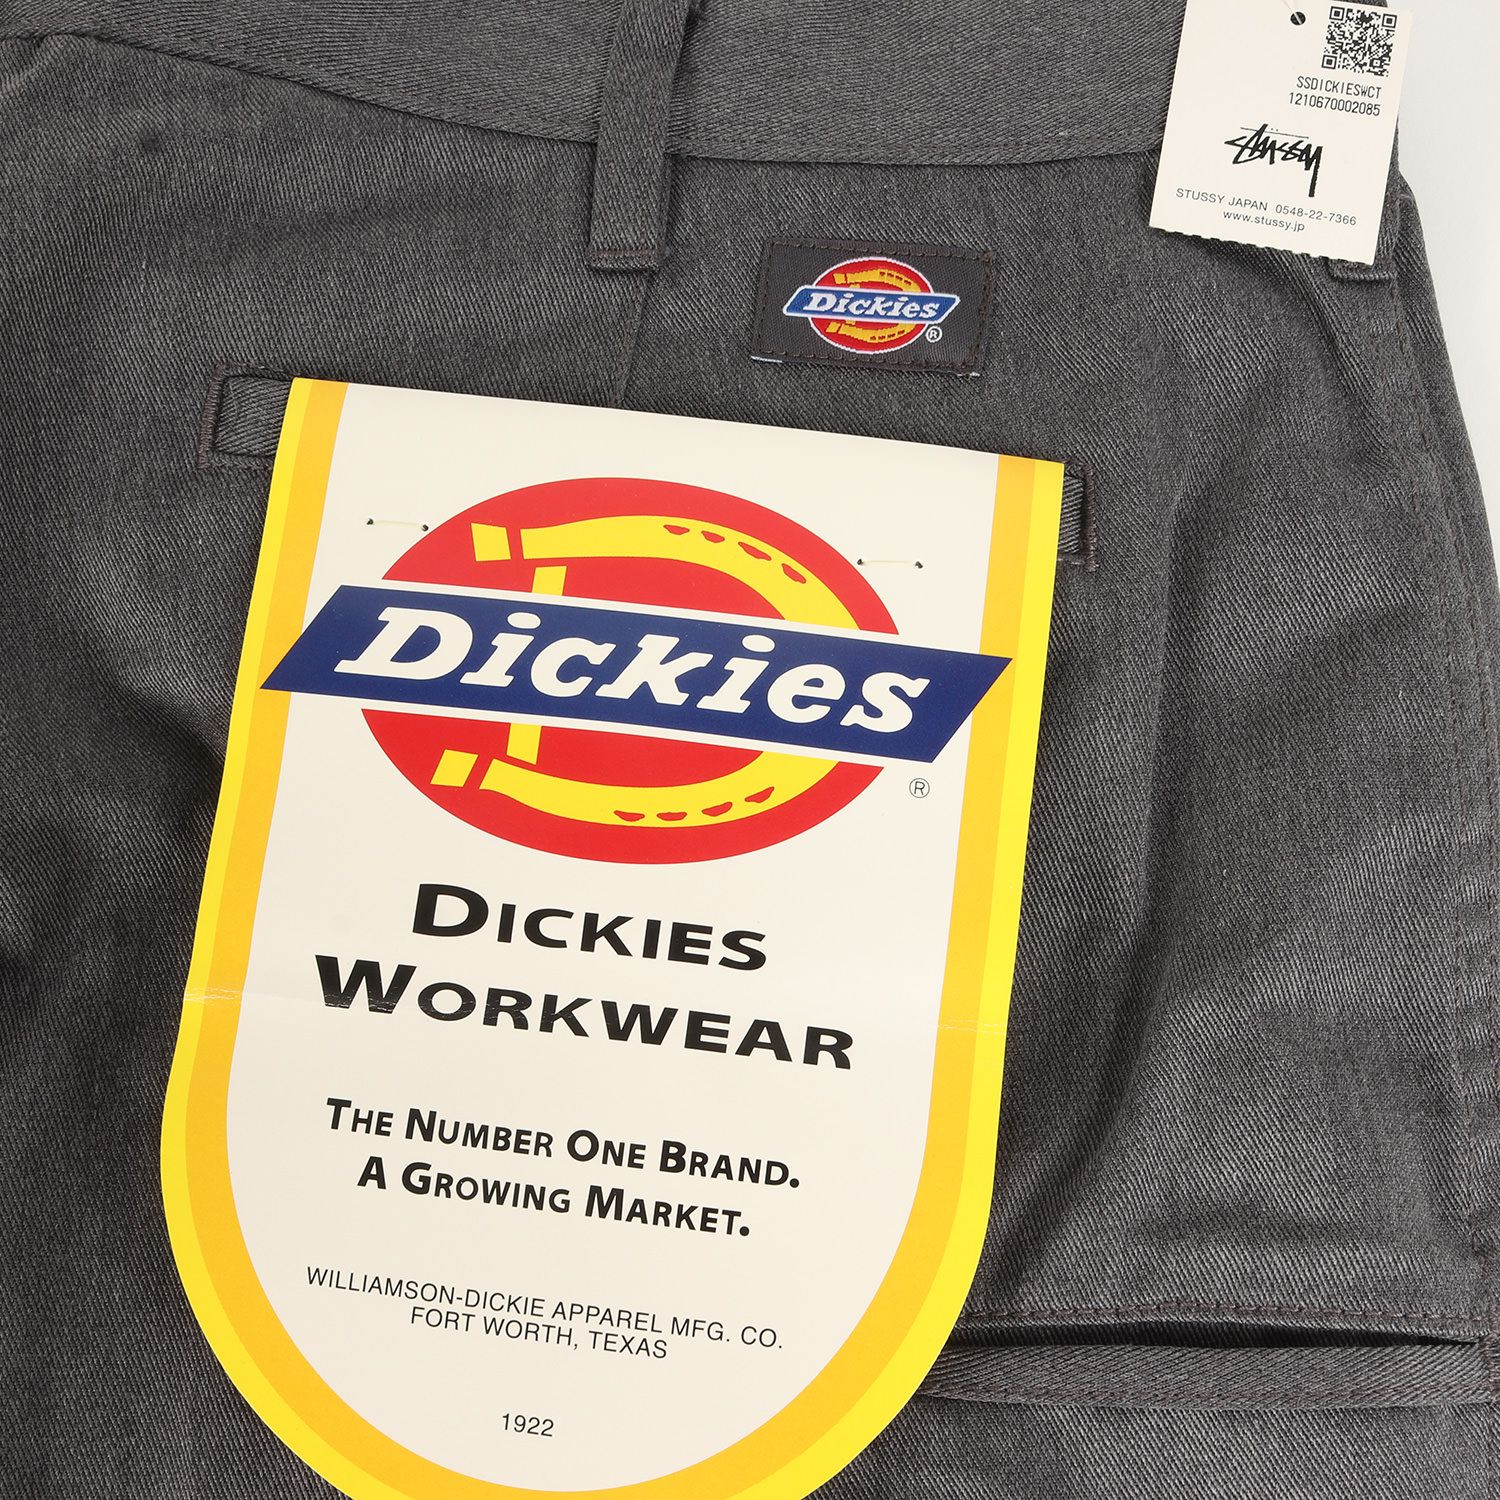 SSDICKIESWCT
1210670002085
STÜSSY
STUSSY JAPAN 0548-22-7366
www.stussy.jp
Dickies®
Dickies
®
DICKIES
WORKWEAR
THE NUMBER ONE BRAND.
A GROWING MARKET.
WILLIAMSON-DICKIE APPAREL MFG. CO.
FORT WORTH, TEXAS
1922